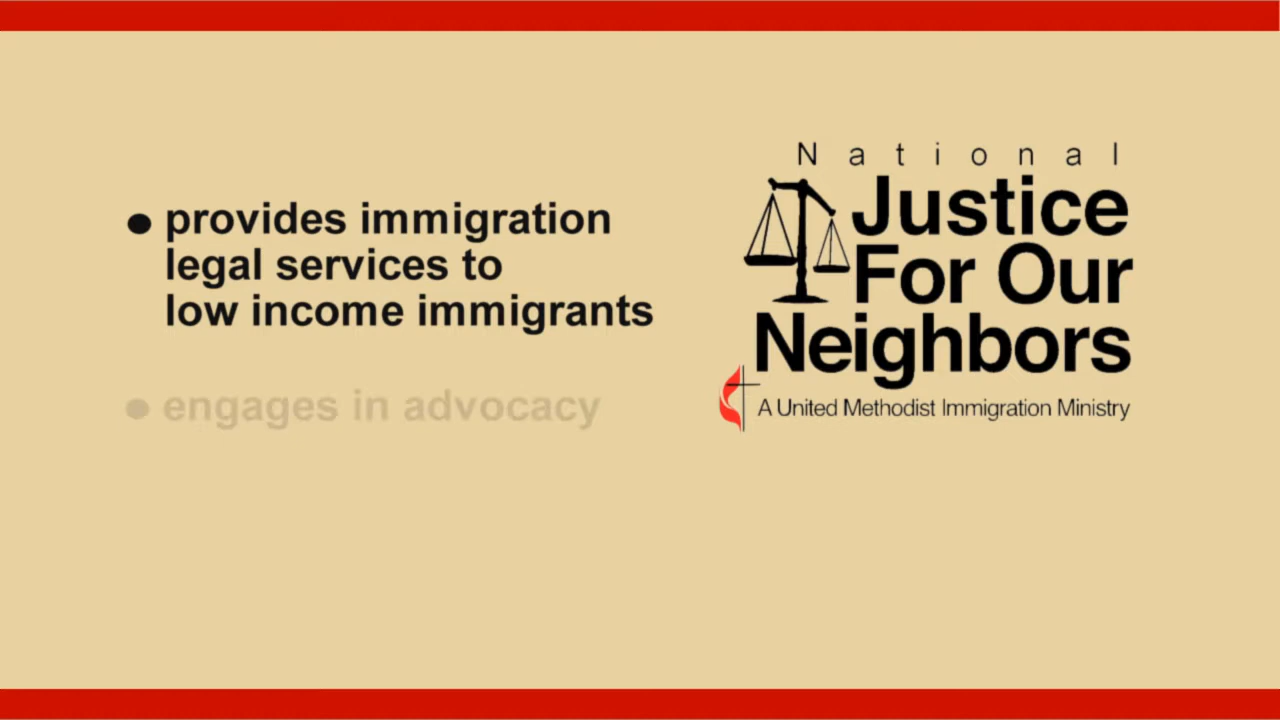 ● provides immigration
legal services to
low income immigrants
● engages in advocacy
National
Justice
For Our
Neighbors
A United Methodist Immigration Ministry